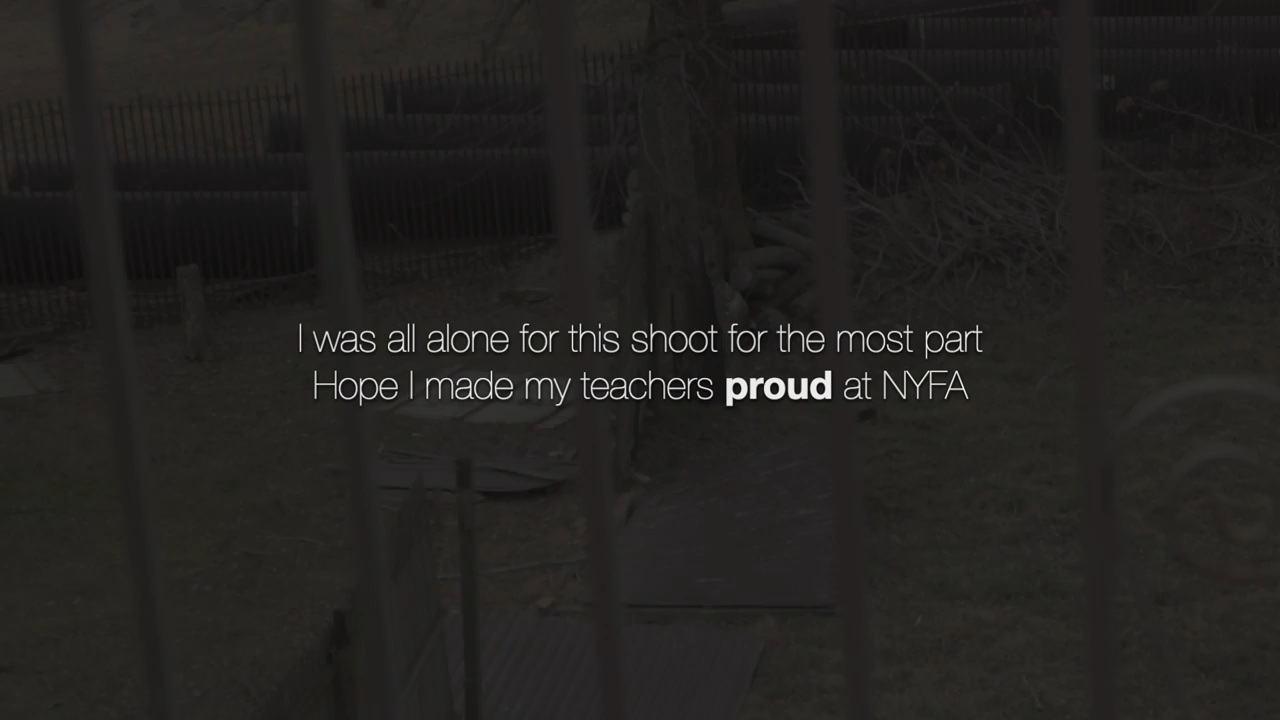 I was all alone for this shoot for the most part
Hope I made my teachers proud at NYFA